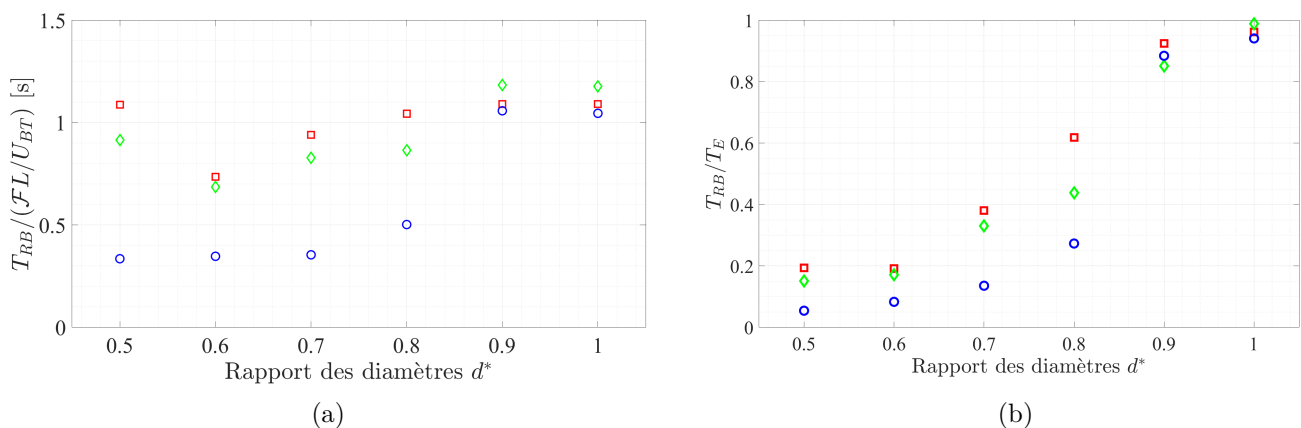 1.5
1
0.5
0
T_{RB}/(\mathcal{F}L/U_{BT}) [s]
0.5 0.6 0.7 0.8 0.9 1
Rapport des diamètres d*
(a)
1
0.8
0.6
0.4
0.2
0
T_{RB}/T_E
0.5 0.6 0.7 0.8 0.9 1
Rapport des diamètres d*
(b)